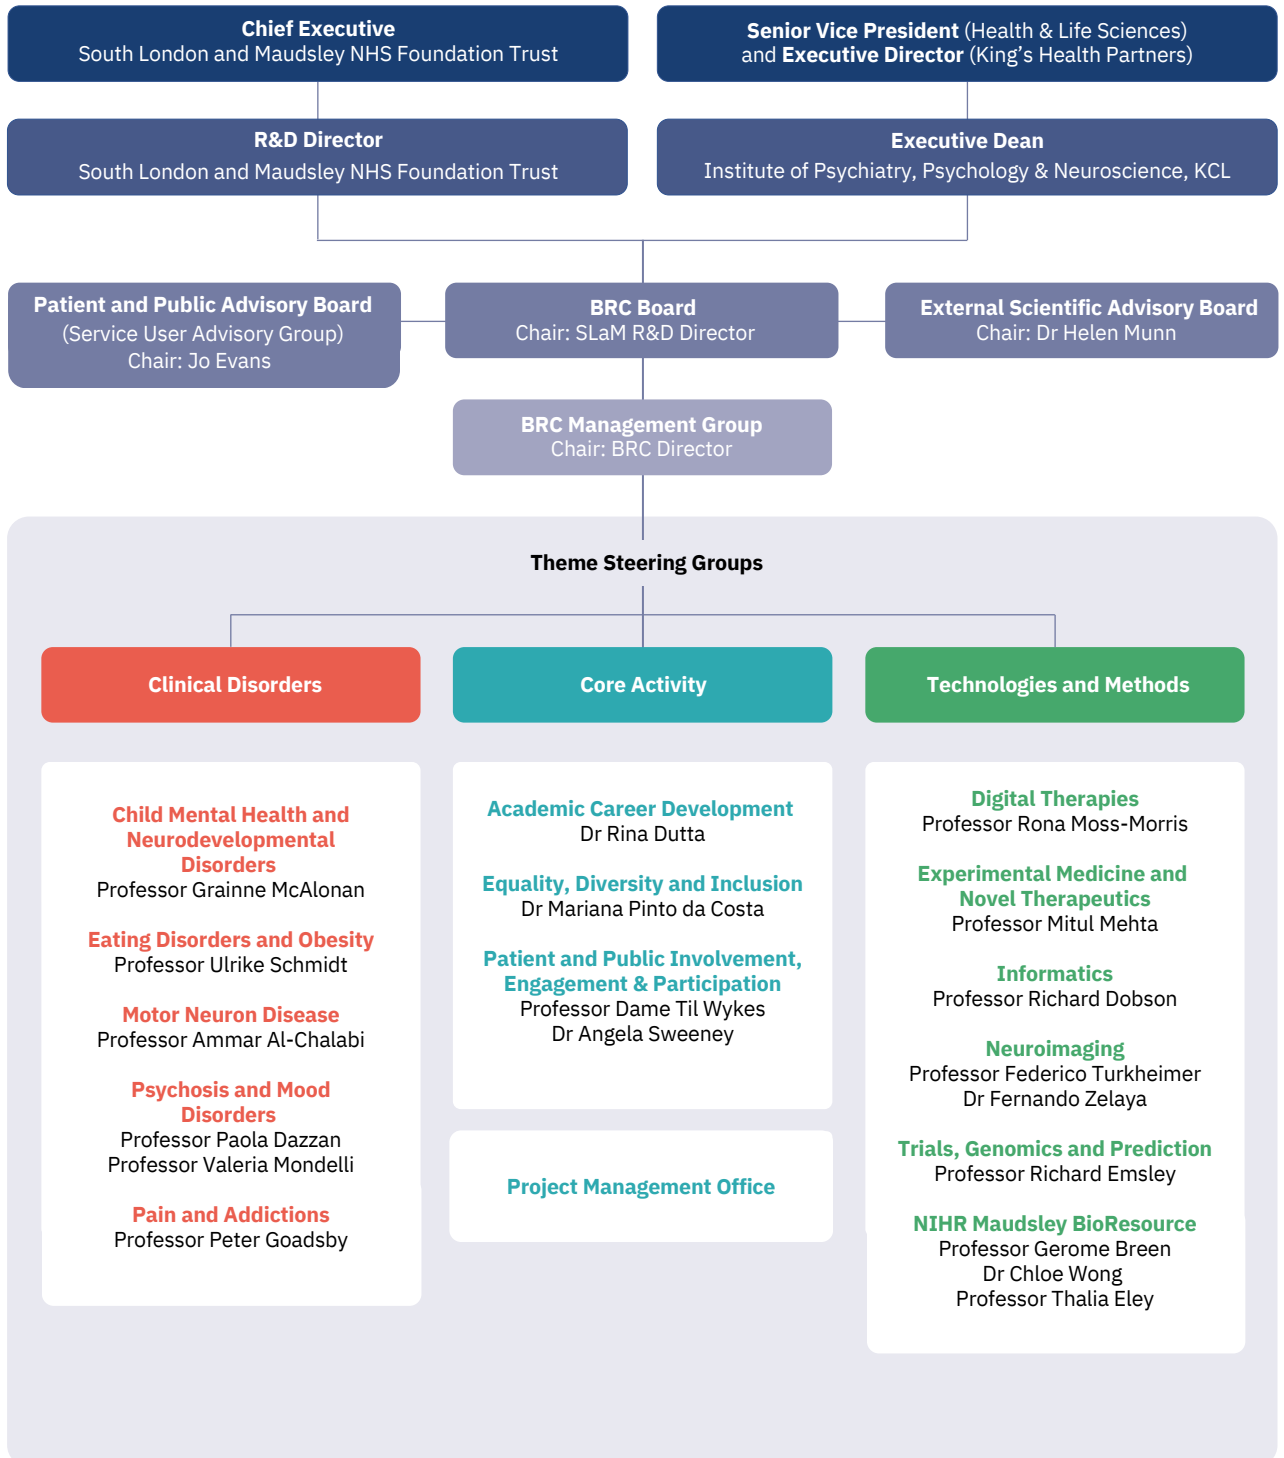 Chief Executive
South London and Maudsley NHS Foundation Trust
Senior Vice President (Health & Life Sciences)
and Executive Director (King's Health Partners)
R&D Director
South London and Maudsley NHS Foundation Trust
Executive Dean
Institute of Psychiatry, Psychology & Neuroscience, KCL
Patient and Public Advisory Board
(Service User Advisory Group)
Chair: Jo Evans
BRC Board
Chair: SLaM R&D Director
External Scientific Advisory Board
Chair: Dr Helen Munn
BRC Management Group
Chair: BRC Director
Theme Steering Groups
Clinical Disorders
Child Mental Health and
Neurodevelopmental
Disorders
Professor Grainne McAlonan
Eating Disorders and Obesity
Professor Ulrike Schmidt
Motor Neuron Disease
Professor Ammar Al-Chalabi
Psychosis and Mood
Disorders
Professor Paola Dazzan
Professor Valeria Mondelli
Pain and Addictions
Professor Peter Goadsby
Core Activity
Academic Career Development
Dr Rina Dutta
Equality, Diversity and Inclusion
Dr Mariana Pinto da Costa
Patient and Public Involvement,
Engagement & Participation
Professor Dame Til Wykes
Dr Angela Sweeney
Project Management Office
Technologies and Methods
Digital Therapies
Professor Rona Moss-Morris
Experimental Medicine and
Novel Therapeutics
Professor Mitul Mehta
Informatics
Professor Richard Dobson
Neuroimaging
Professor Federico Turkheimer
Dr Fernando Zelaya
Trials, Genomics and Prediction
Professor Richard Emsley
NIHR Maudsley BioResource
Professor Gerome Breen
Dr Chloe Wong
Professor Thalia Eley